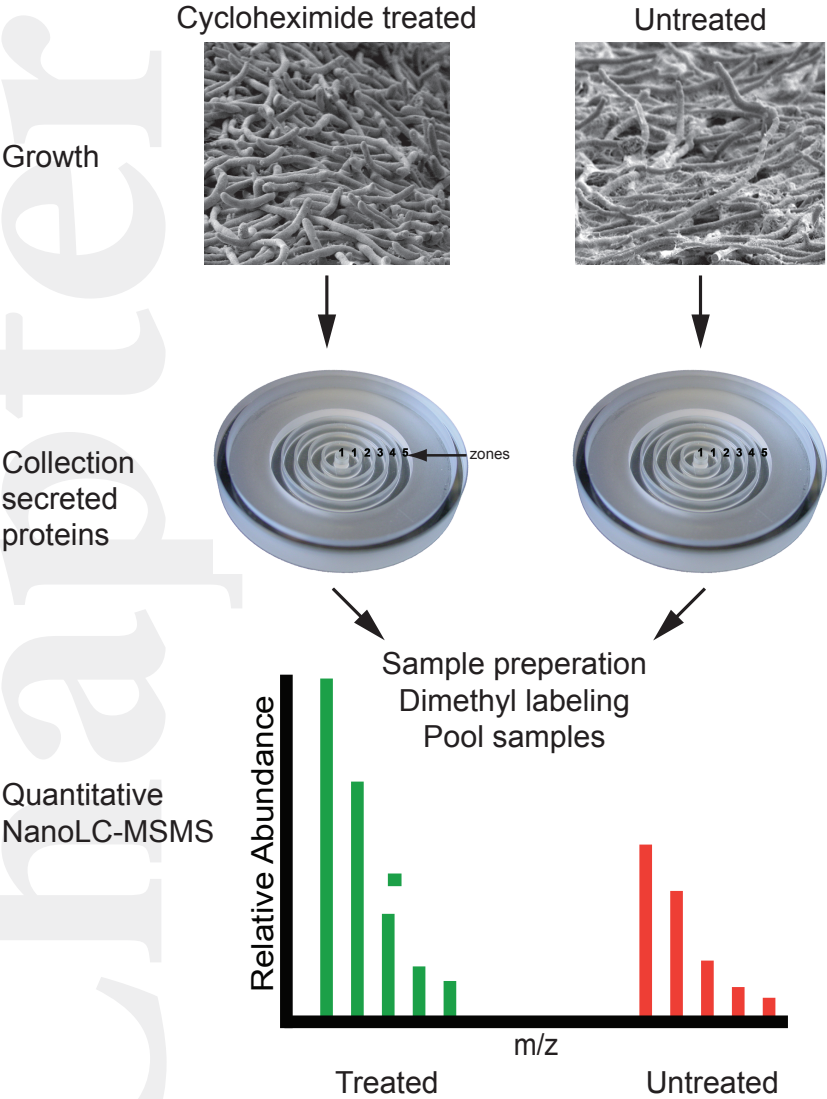 Cycloheximide treated
Untreated
Growth
Collection
secreted
proteins
1 1 2 3 4 5
zones
1 1 2 3 4 5
Sample preperation
Dimethyl labeling
Pool samples
Quantitative
NanoLC-MSMS
Relative Abundance
m/z
Treated
Untreated
Chapter